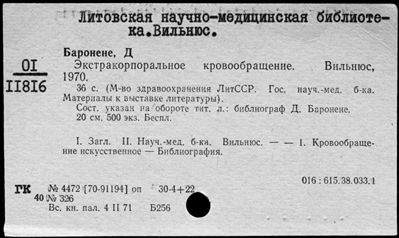 Литовская научно-медицинская библиоте-
ка.Вильнюс.
Баронене, Д
01
11816
Экстракорпоральное кровообращение. Вильнюс,
1970.
36 с. (М-во здравоохранения ЛитССР. Гос. науч.-мед. б-ка.
Материалы к выставке литературы).
Сост. указан на обороте тит. л.: библиограф Д. Баронене.
20 см, 500 экз. Беспл.
I. Загл. II. Науч.-мед. б-ка. Вильнюс. — — 1. Кровообраще-
ние искусственное — Библиография.
016 : 615.38.033.1
ГК
№ 4472 [70-91194] оп 30-4+22
40 № 326
Вс. кн. пал. 4 II 71 Б256